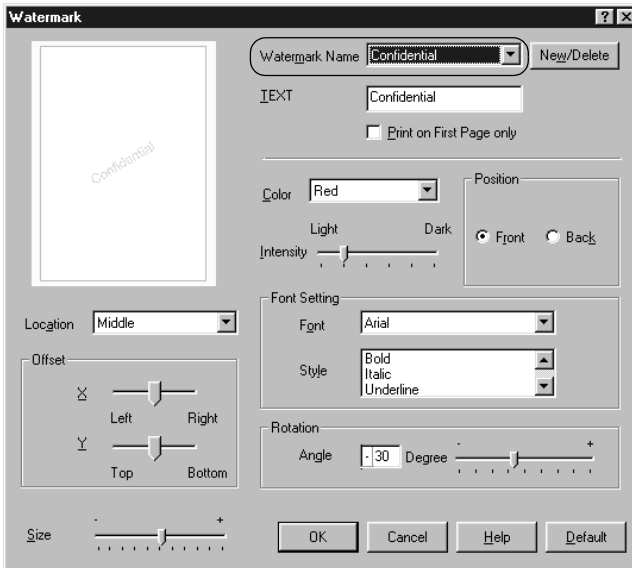 Watermark
Confidential
Watermark Name Confidential New/Delete
TEXT Confidential
Print on First Page only
Color Red
Light Dark
Intensity
Position
Front Back
Location Middle
Font Setting
Font Arial
Style Bold
Italic
Underline
Offset
X
Left Right
Y
Top Bottom
Rotation
Angle - 30 Degree - +
Size - +
OK Cancel Help Default